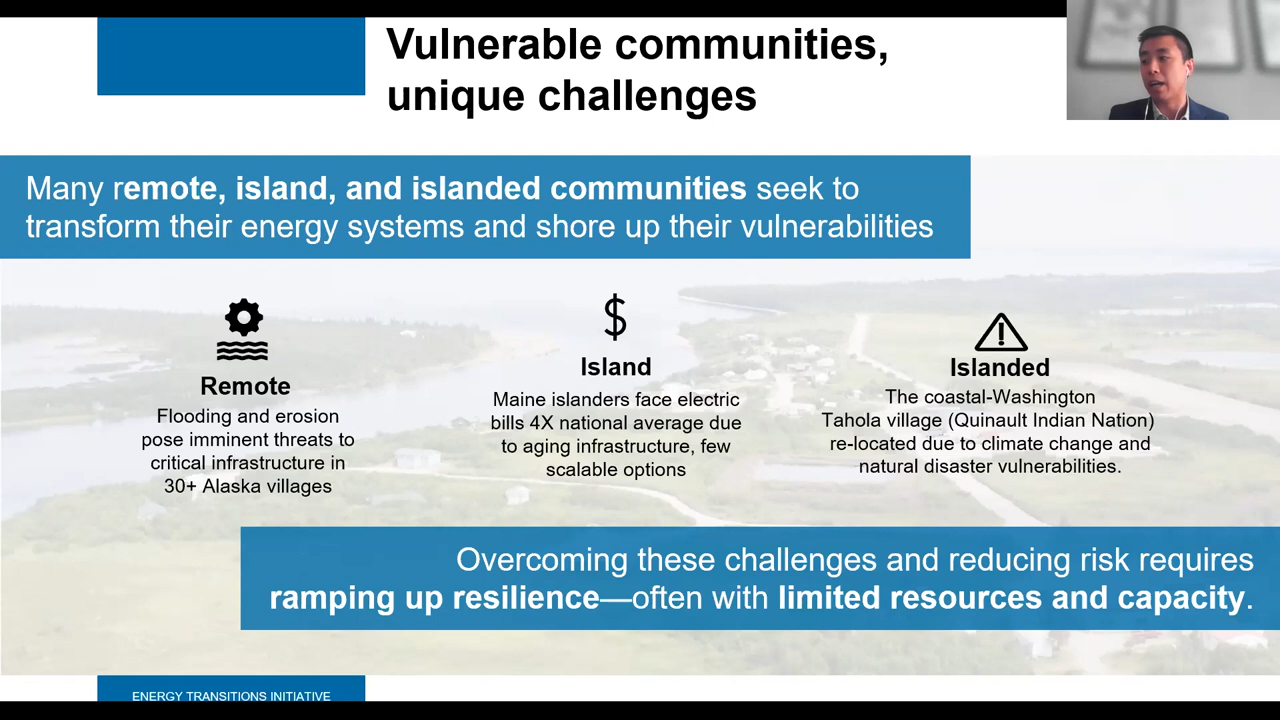 Vulnerable communities,
unique challenges
Many remote, island, and islanded communities seek to
transform their energy systems and shore up their vulnerabilities
Remote
Flooding and erosion
pose imminent threats to
critical infrastructure in
30+ Alaska villages
$
Island
Maine islanders face electric
bills 4X national average due
to aging infrastructure, few
scalable options
Islanded
The coastal-Washington
Tahola village (Quinault Indian Nation)
re-located due to climate change and
natural disaster vulnerabilities.
Overcoming these challenges and reducing risk requires
ramping up resilience—often with limited resources and capacity.
ENERGY TRANSITIONS INITIATIVE